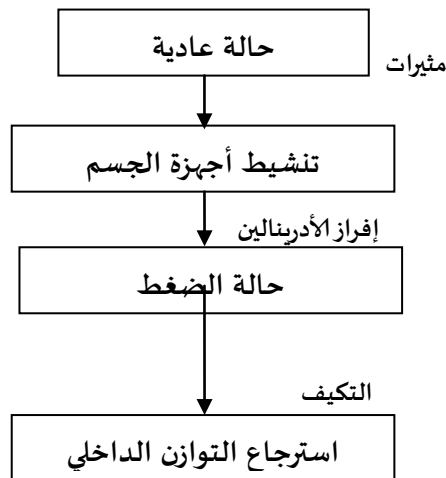 حالة عادية
مثيرات
تنشيط أجهزة الجسم
إفراز الأدرينالين
حالة الضغط
التكيف
استرجاع التوازن الداخلي